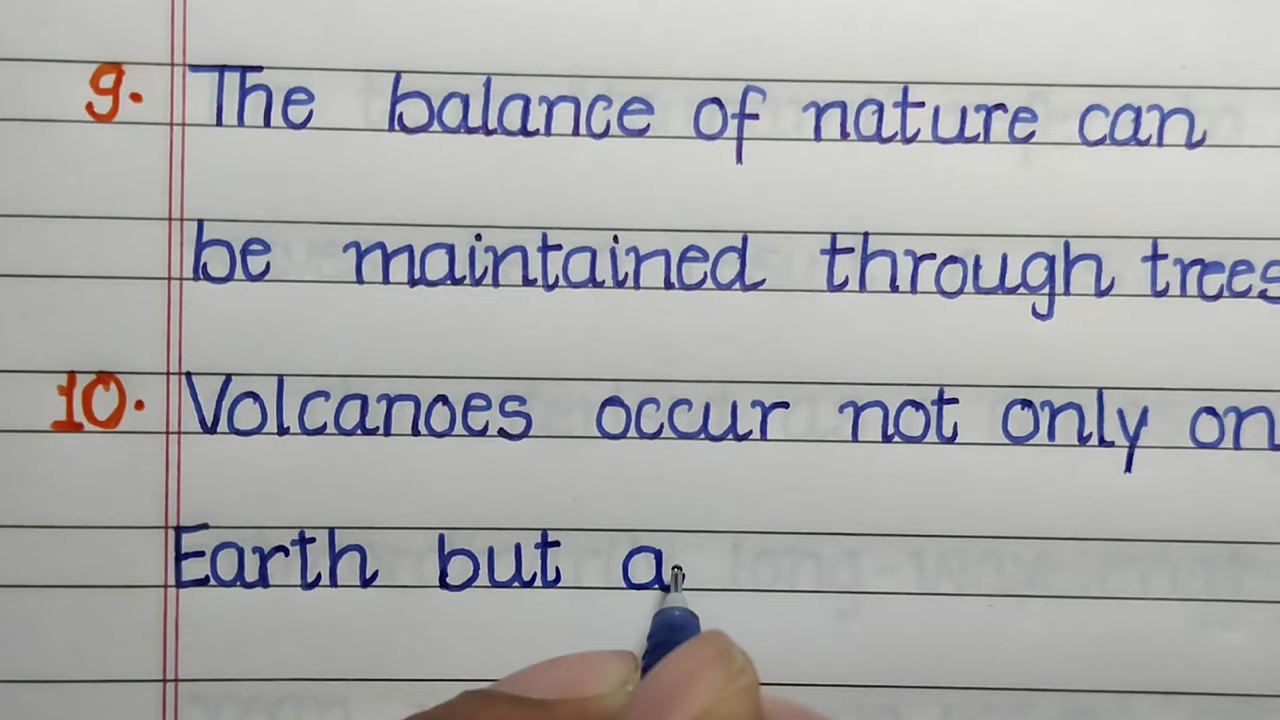 9. The balance of nature can
be maintained through trees
10. Volcanoes occur not only on
Earth but a